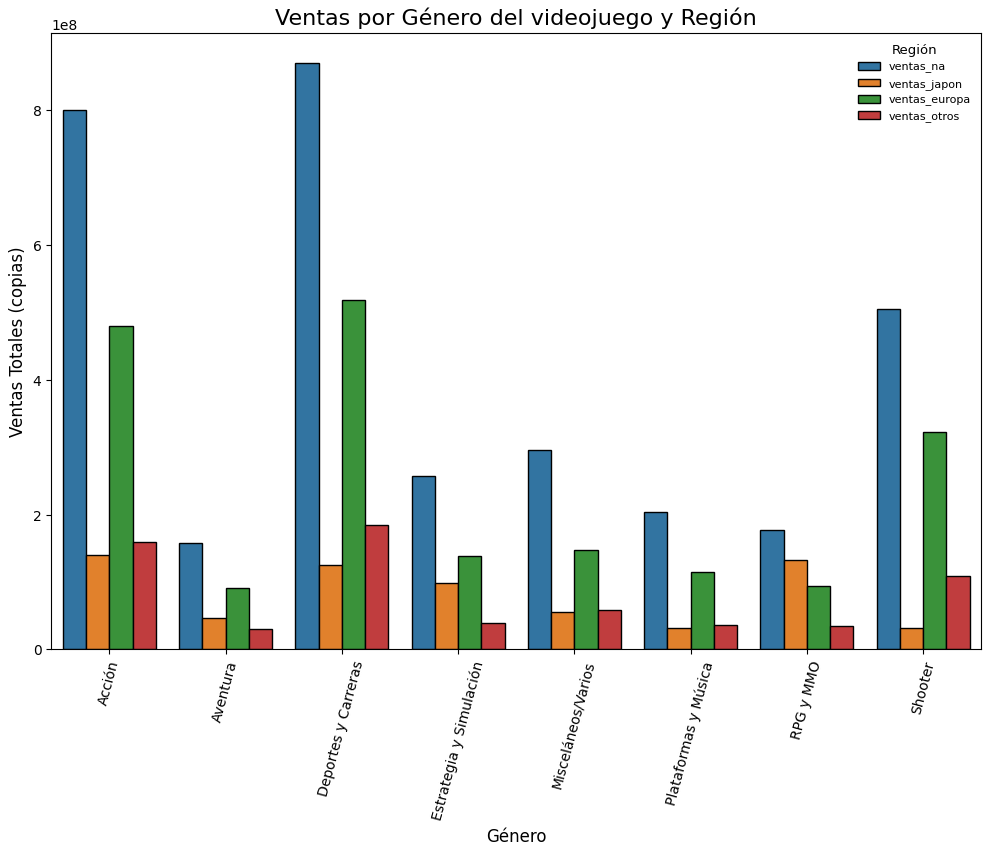 Ventas por Género del videojuego y Región
1e8
Región
ventas_na
ventas_japon
ventas_europa
ventas_otros
Ventas Totales (copias)
8
6
4
2
0
Acción
Aventura
Deportes y Carreras
Estrategia y Simulación
Misceláneos/Varios
Plataformas y Música
RPG y MMO
Shooter
Género